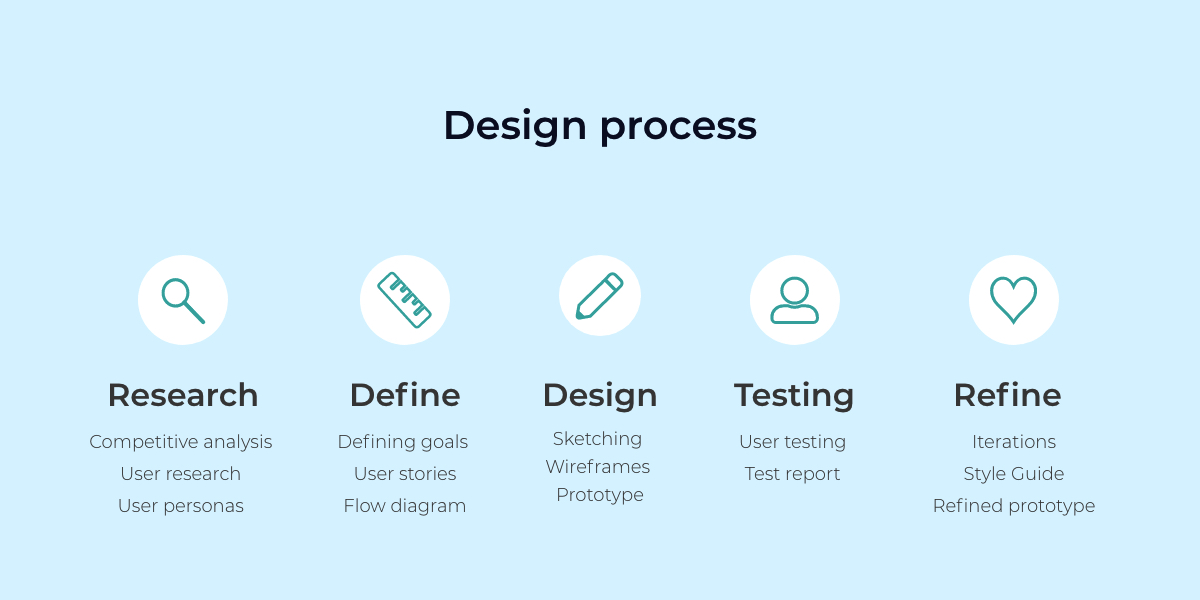 Design process
Research
Competitive analysis
User research
User personas
Define
Defining goals
User stories
Flow diagram
Design
Sketching
Wireframes
Prototype
Testing
User testing
Test report
Refine
Iterations
Style Guide
Refined prototype